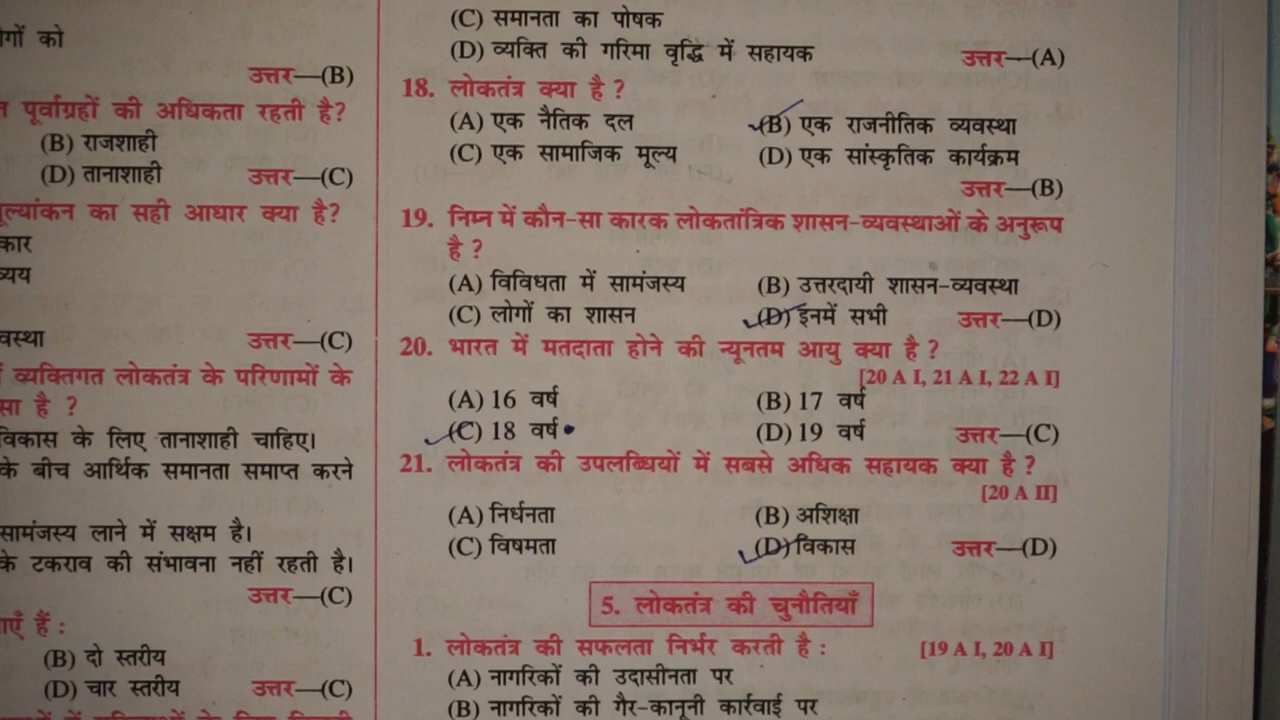 गों को
उत्तर—(B)
पूर्वाग्रहों की अधिकता रहती है?
(B) राजशाही
(D) तानाशाही उत्तर—(C)
मूल्यांकन का सही आधार क्या है?
कार
व्यय
वस्था उत्तर—(C)
व्यक्तिगत लोकतंत्र के परिणामों के
सा है ?
विकास के लिए तानाशाही चाहिए।
के बीच आर्थिक समानता समाप्त करने
सामंजस्य लाने में सक्षम है।
के टकराव की संभावना नहीं रहती है।
उत्तर—(C)
एँ हैं :
(B) दो स्तरीय
(D) चार स्तरीय उत्तर—(C)
(C) समानता का पोषक
(D) व्यक्ति की गरिमा वृद्धि में सहायक उत्तर—(A)
18. लोकतंत्र क्या है ?
(A) एक नैतिक दल (B) एक राजनीतिक व्यवस्था
(C) एक सामाजिक मूल्य (D) एक सांस्कृतिक कार्यक्रम
उत्तर—(B)
19. निम्न में कौन-सा कारक लोकतांत्रिक शासन-व्यवस्थाओं के अनुरूप
है ?
(A) विविधता में सामंजस्य (B) उत्तरदायी शासन-व्यवस्था
(C) लोगों का शासन (D) इनमें सभी उत्तर—(D)
20. भारत में मतदाता होने की न्यूनतम आयु क्या है ?
[20 A I, 21 A I, 22 A I]
(A) 16 वर्ष (B) 17 वर्ष
(C) 18 वर्ष (D) 19 वर्ष उत्तर—(C)
21. लोकतंत्र की उपलब्धियों में सबसे अधिक सहायक क्या है ?
[20 A II]
(A) निर्धनता (B) अशिक्षा
(C) विषमता (D) विकास उत्तर—(D)
5. लोकतंत्र की चुनौतियाँ
1. लोकतंत्र की सफलता निर्भर करती है : [19 A I, 20 A I]
(A) नागरिकों की उदासीनता पर
(B) नागरिकों की गैर-कानूनी कार्रवाई पर